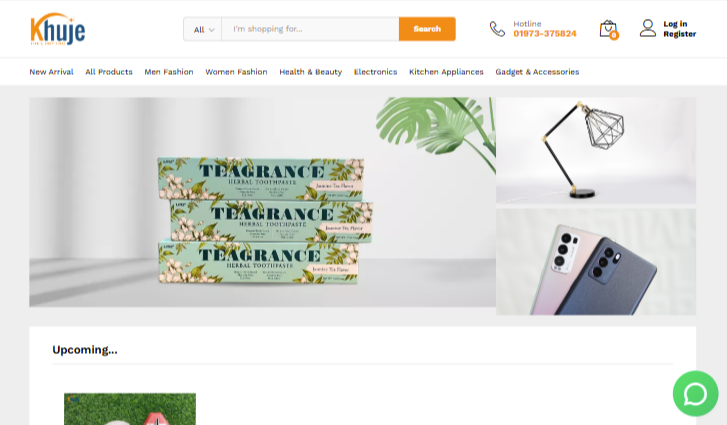 Khuje
All
I'm shopping for...
Search
Hotline
01973-375824
0
Log in
Register
New Arrival
All Products
Men Fashion
Women Fashion
Health & Beauty
Electronics
Kitchen Appliances
Gadget & Accessories
TEAGRANCE
HERBAL TOOTHPASTE
Jasmine Tea Flavor
TEAGRANCE
HERBAL TOOTHPASTE
Jasmine Tea Flavor
TEAGRANCE
HERBAL TOOTHPASTE
Jasmine Tea Flavor
Upcoming...